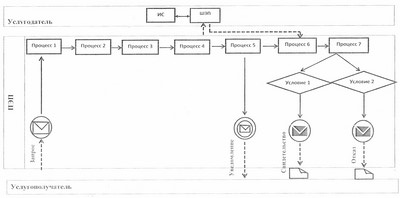 Услугодатель
ИС
ШЭП
ПЭП
Процесс 1
Процесс 2
Процесс 3
Процесс 4
Процесс 5
Процесс 6
Процесс 7
Условие 1
Условие 2
Запрос
Уведомление
Свидетельство
Отказ
Услугополучатель